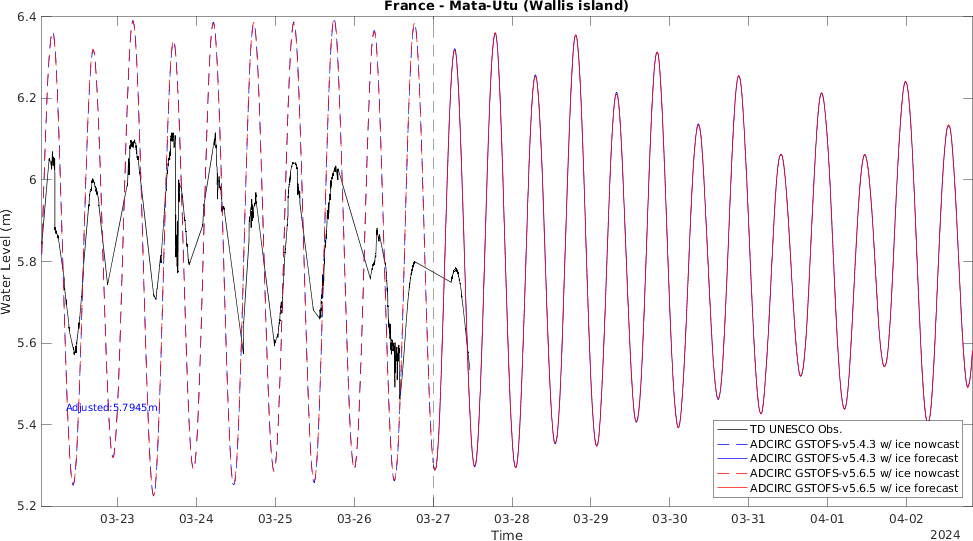 France - Mata-Utu (Wallis island)
6.4
6.2
6
5.8
5.6
5.4
5.2
Water Level (m)
Adjusted:5.7945m
TD UNESCO Obs.
ADCIRC GSTOFS-v5.4.3 w/ ice nowcast
ADCIRC GSTOFS-v5.4.3 w/ ice forecast
ADCIRC GSTOFS-v5.6.5 w/ ice nowcast
ADCIRC GSTOFS-v5.6.5 w/ ice forecast
03-23 03-24 03-25 03-26 03-27 03-28 03-29 03-30 03-31 04-01 04-02
Time
2024